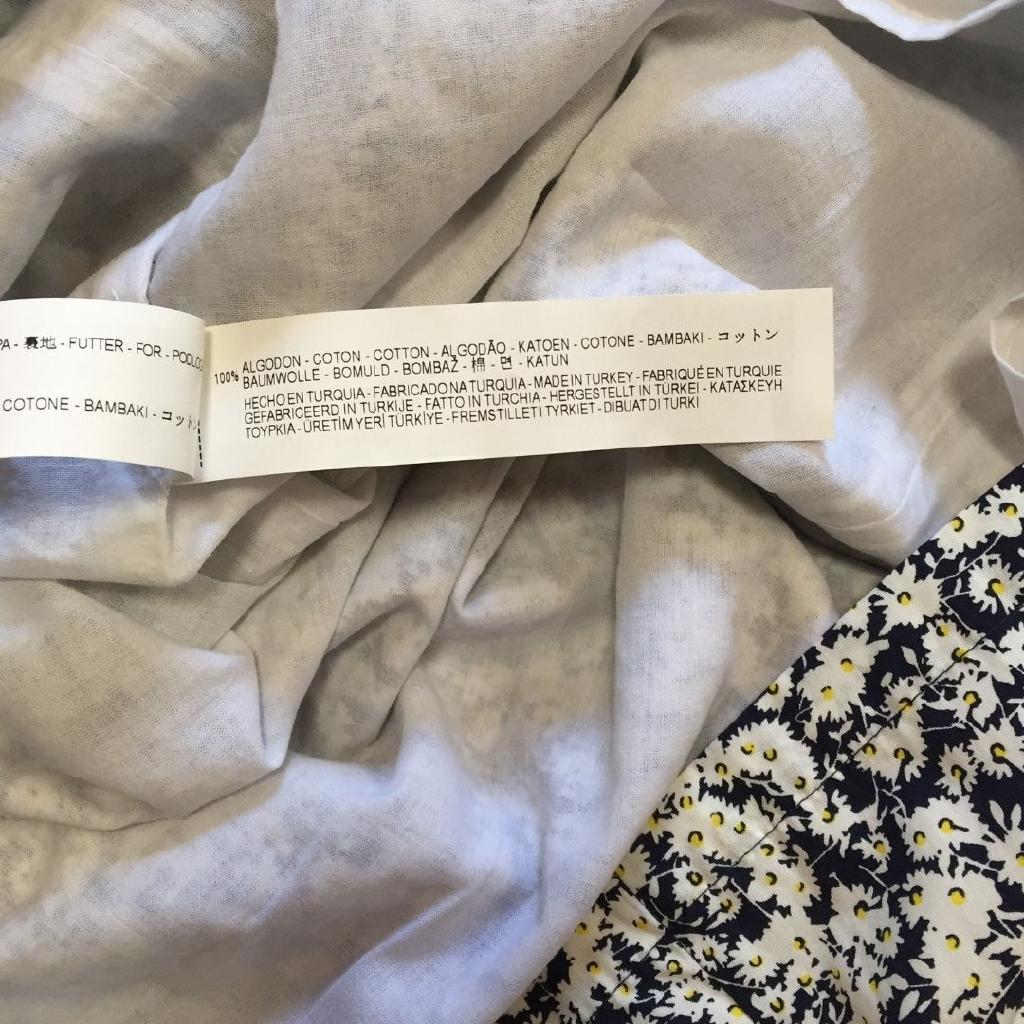 PA - 裏地 - FUTTER - FOR - PODLOG
COTONE - BAMBAKI - コットン
100% ALGODON - COTON - COTTON - ALGODÃO - KATOEN - COTONE - BAMBAKI - コットン
BAUMWOLLE - BOMULD - BOMBAŽ - 棉 - 면 - KATUN
HECHO EN TURQUIA - FABRICADO NA TURQUIA - MADE IN TURKEY - FABRIQUÉ EN TURQUIE
GEFABRICEERD IN TURKIJE - FATTO IN TURCHIA - HERGESTELLT IN TÜRKEI - ΚΑΤΑΣΚΕΥΗ
ΤΟΥΡΚΙΑ - ÜRETİM YERİ TÜRKİYE - FREMSTILLET I TYRKIET - DIBUAT DI TURKI